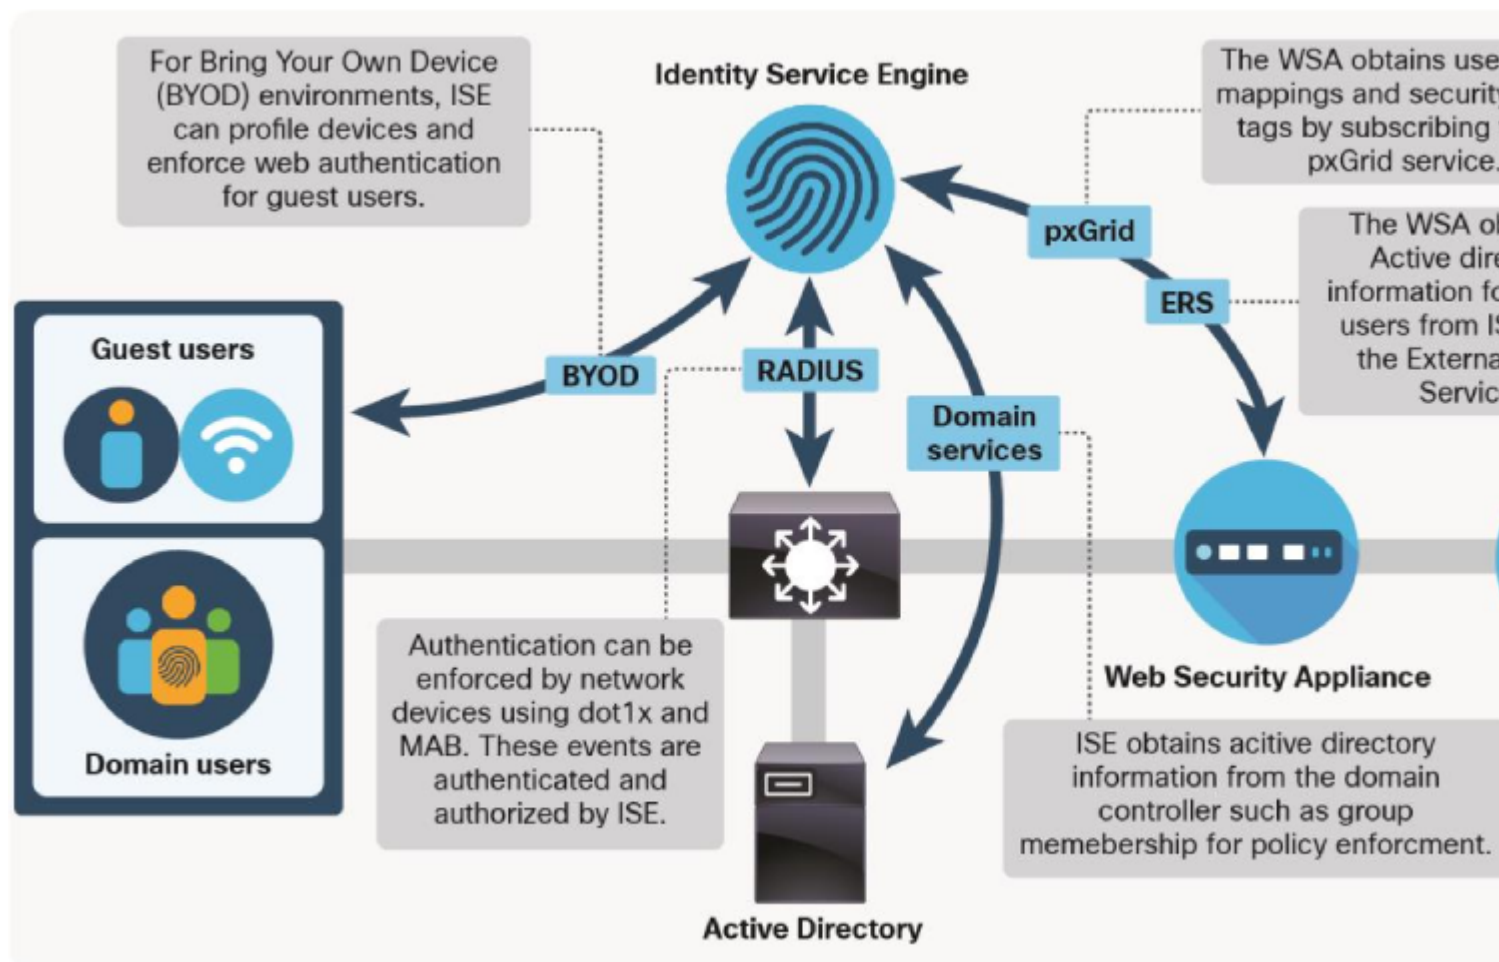 For Bring Your Own Device
(BYOD) environments, ISE
can profile devices and
enforce web authentication
for guest users.
Identity Service Engine
The WSA obtains use
mappings and security
tags by subscribing
pxGrid service.
pxGrid
The WSA ob
Active dire
information fo
users from IS
the Externa
Servic
ERS
Guest users
BYOD
RADIUS
Domain
services
Domain users
Authentication can be
enforced by network
devices using dot1x and
MAB. These events are
authenticated and
authorized by ISE.
Web Security Appliance
ISE obtains acitive directory
information from the domain
controller such as group
memebership for policy enforcment.
Active Directory